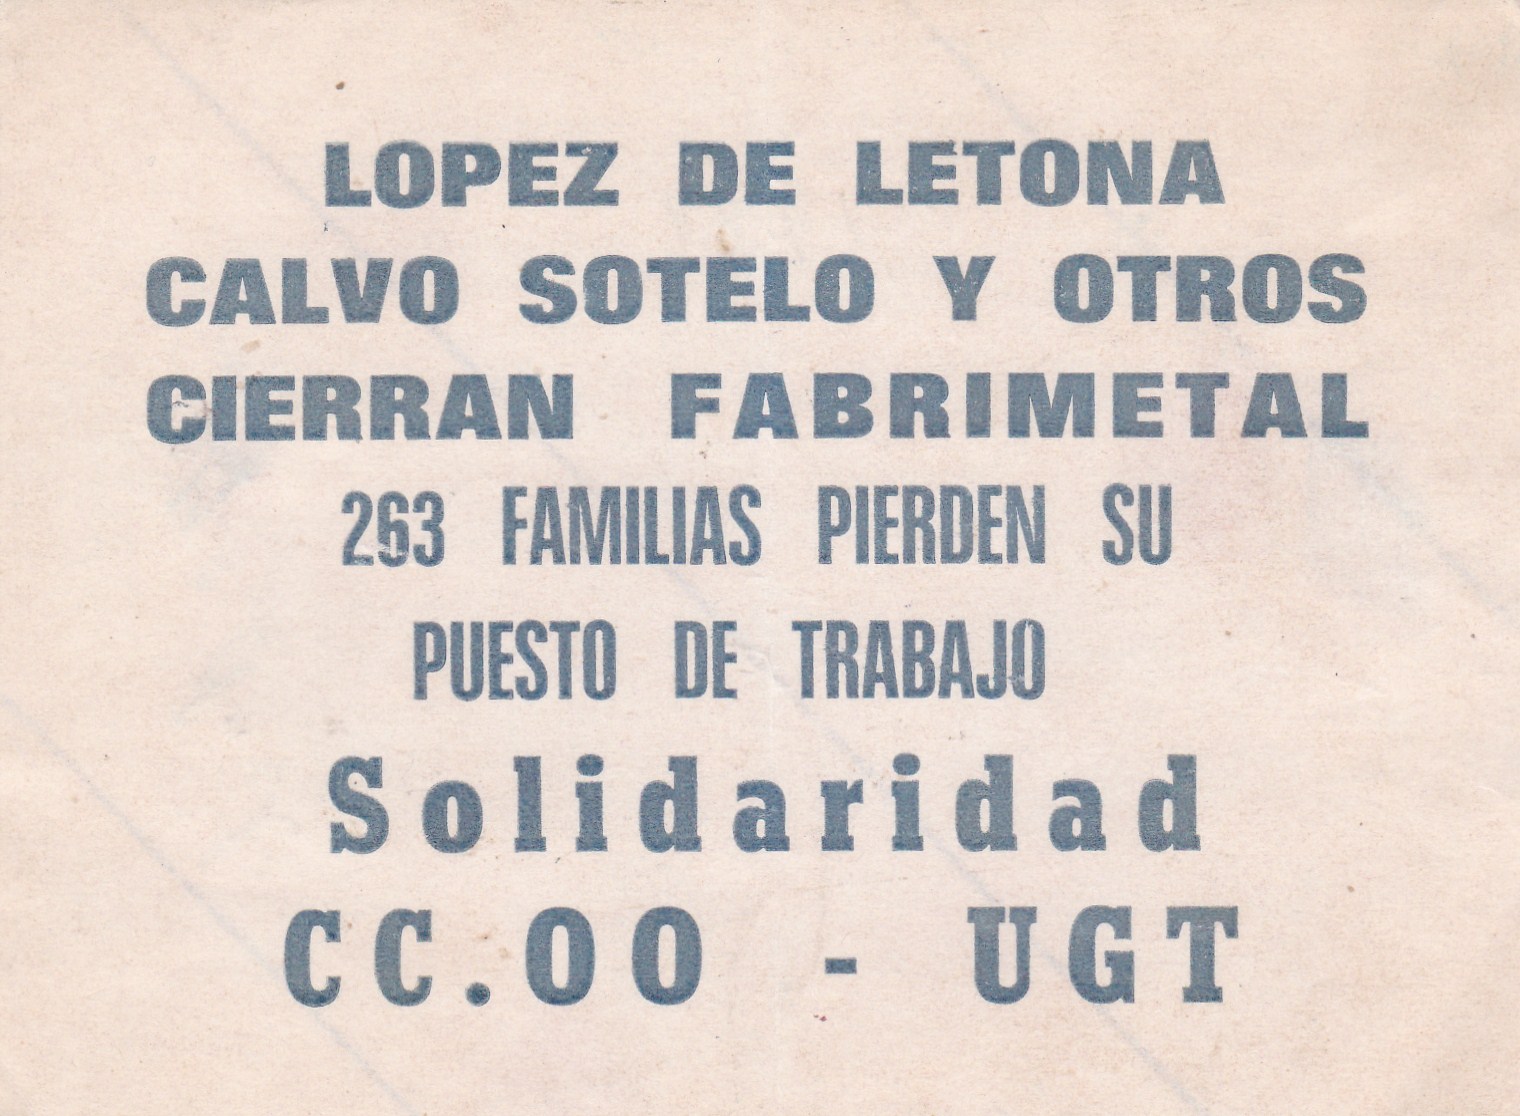 LOPEZ DE LETONA
CALVO SOTELO Y OTROS
CIERRAN FABRIMETAL
263 FAMILIAS PIERDEN SU
PUESTO DE TRABAJO
Solidaridad
CC.OO - UGT